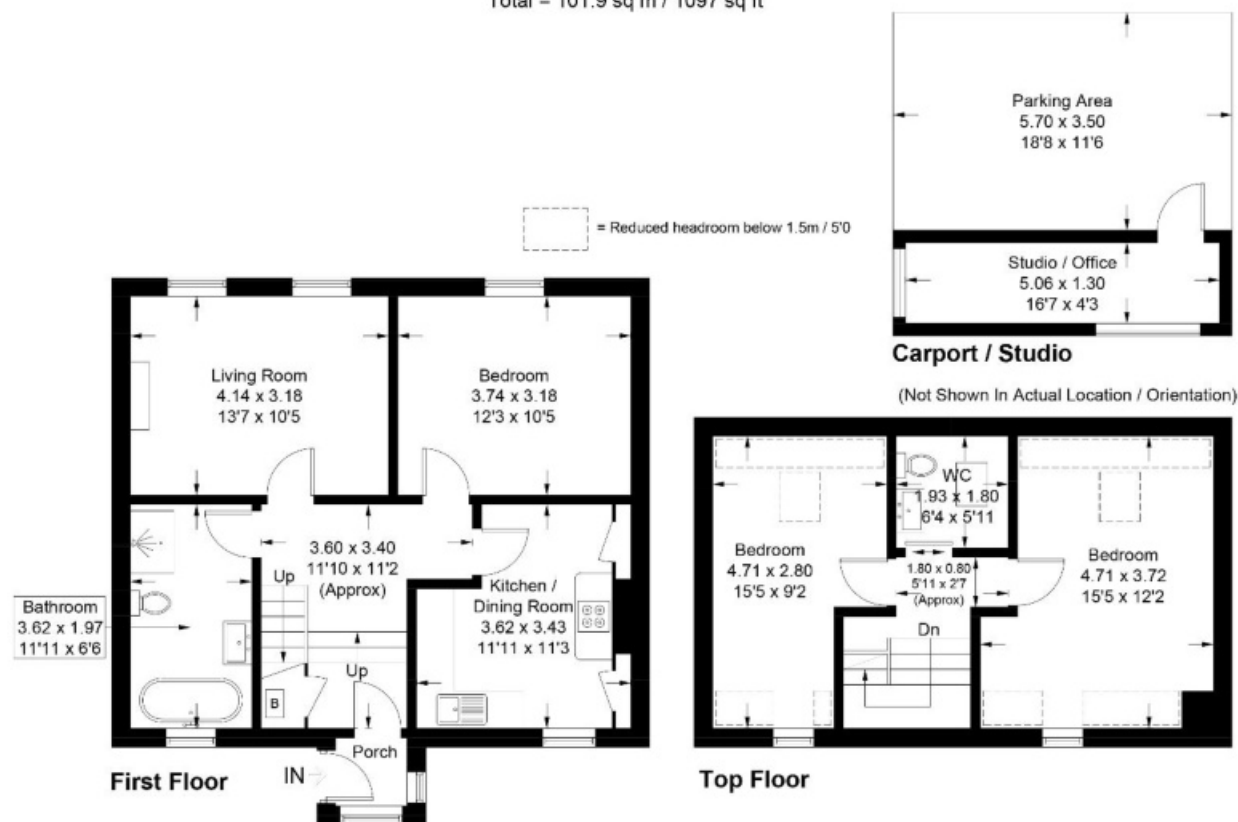 Total = 101.9 sq m / 1097 sq ft
Parking Area
5.70 x 3.50
18'8 x 11'6
= Reduced headroom below 1.5m / 5'0
Studio / Office
5.06 x 1.30
16'7 x 4'3
Carport / Studio
(Not Shown In Actual Location / Orientation)
Living Room
4.14 x 3.18
13'7 x 10'5
Bedroom
3.74 x 3.18
12'3 x 10'5
3.60 x 3.40
11'10 x 11'2
(Approx)
Up
Up
Kitchen /
Dining Room
3.62 x 3.43
11'11 x 11'3
Bathroom
3.62 x 1.97
11'11 x 6'6
B
Porch
IN
First Floor
WC
1.93 x 1.80
6'4 x 5'11
Bedroom
4.71 x 2.80
15'5 x 9'2
1.80 x 0.80
5'11 x 2'7
(Approx)
Bedroom
4.71 x 3.72
15'5 x 12'2
Dn
Top Floor